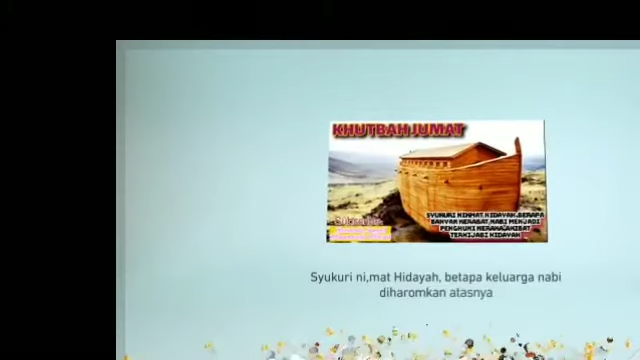 KHUTBAH JUMAT
SYUKURI NIKMAT HIDAYAH, BERAPA
BANYAK KERABAT NABI MENJADI
PENGHUNI NERAKA AKIBAT
TERHIJABI HIDAYAH
Syukuri ni,mat Hidayah, betapa keluarga nabi
diharomkan atasnya